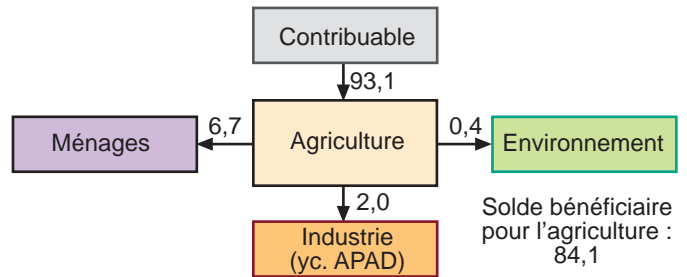 Contribuable
93,1
Ménages
6,7
Agriculture
0,4
Environnement
2,0
Industrie
(yc. APAD)
Solde bénéficiaire
pour l'agriculture :
84,1